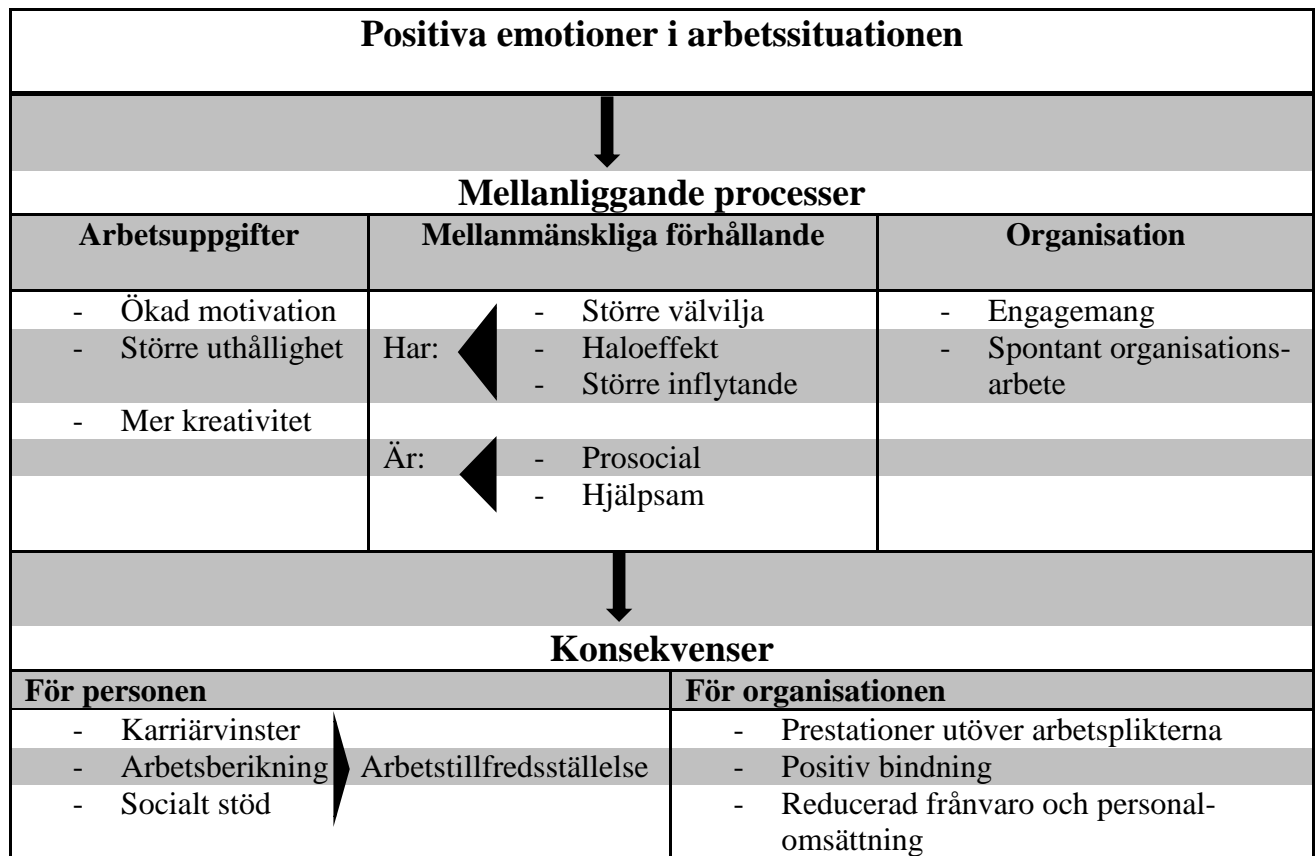 Positiva emotioner i arbetssituationen
Mellanliggande processer
Arbetsuppgifter
Mellanmänskliga förhållande
Organisation
- Ökad motivation
- Större uthållighet
- Mer kreativitet
Har:
- Större välvilja
- Haloeffekt
- Större inflytande
Är:
- Prosocial
- Hjälpsam
- Engagemang
- Spontant organisations-
arbete
Konsekvenser
För personen
- Karriärvinster
- Arbetsberikning
- Socialt stöd
Arbetstillfredsställelse
För organisationen
- Prestationer utöver arbetsplikterna
- Positiv bindning
- Reducerad frånvaro och personal-
omsättning